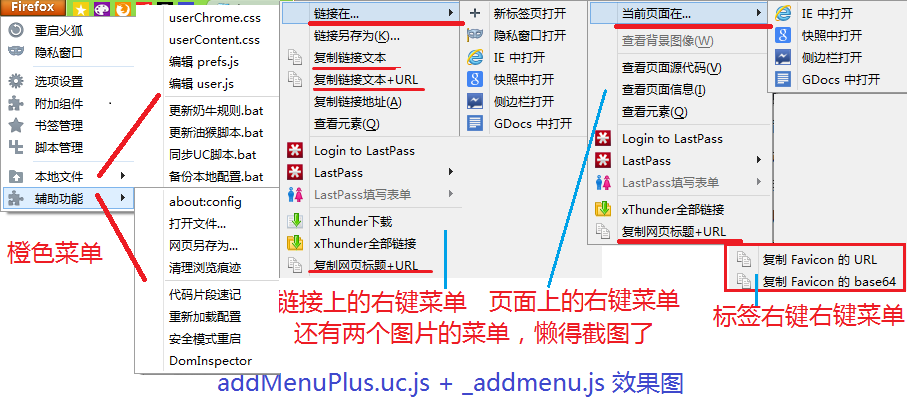 Firefox
重启火狐
隐私窗口
选项设置
附加组件
书签管理
脚本管理
本地文件
辅助功能
橙色菜单
userChrome.css
userContent.css
编辑 prefs.js
编辑 user.js
更新奶牛规则.bat
更新油猴脚本.bat
同步UC脚本.bat
备份本地配置.bat
about:config
打开文件...
网页另存为...
清理浏览痕迹
代码片段速记
重新加载配置
安全模式重启
DomInspector
链接在...
链接另存为(K)...
复制链接文本
复制链接文本+URL
复制链接地址(A)
查看元素(Q)
Login to LastPass
LastPass
LastPass填写表单
xThunder下载
xThunder全部链接
复制网页标题+URL
新标签页打开
隐私窗口打开
IE 中打开
快照中打开
侧边栏打开
GDocs 中打开
当前页面在...
查看背景图像(W)
查看页面源代码(V)
查看页面信息(I)
查看元素(Q)
Login to LastPass
LastPass
LastPass填写表单
xThunder全部链接
复制网页标题+URL
IE 中打开
快照中打开
侧边栏打开
GDocs 中打开
复制 Favicon 的 URL
复制 Favicon 的 base64
链接上的右键菜单
页面上的右键菜单
标签右键右键菜单
还有两个图片的菜单，懒得截图了
addMenuPlus.uc.js + _addmenu.js 效果图